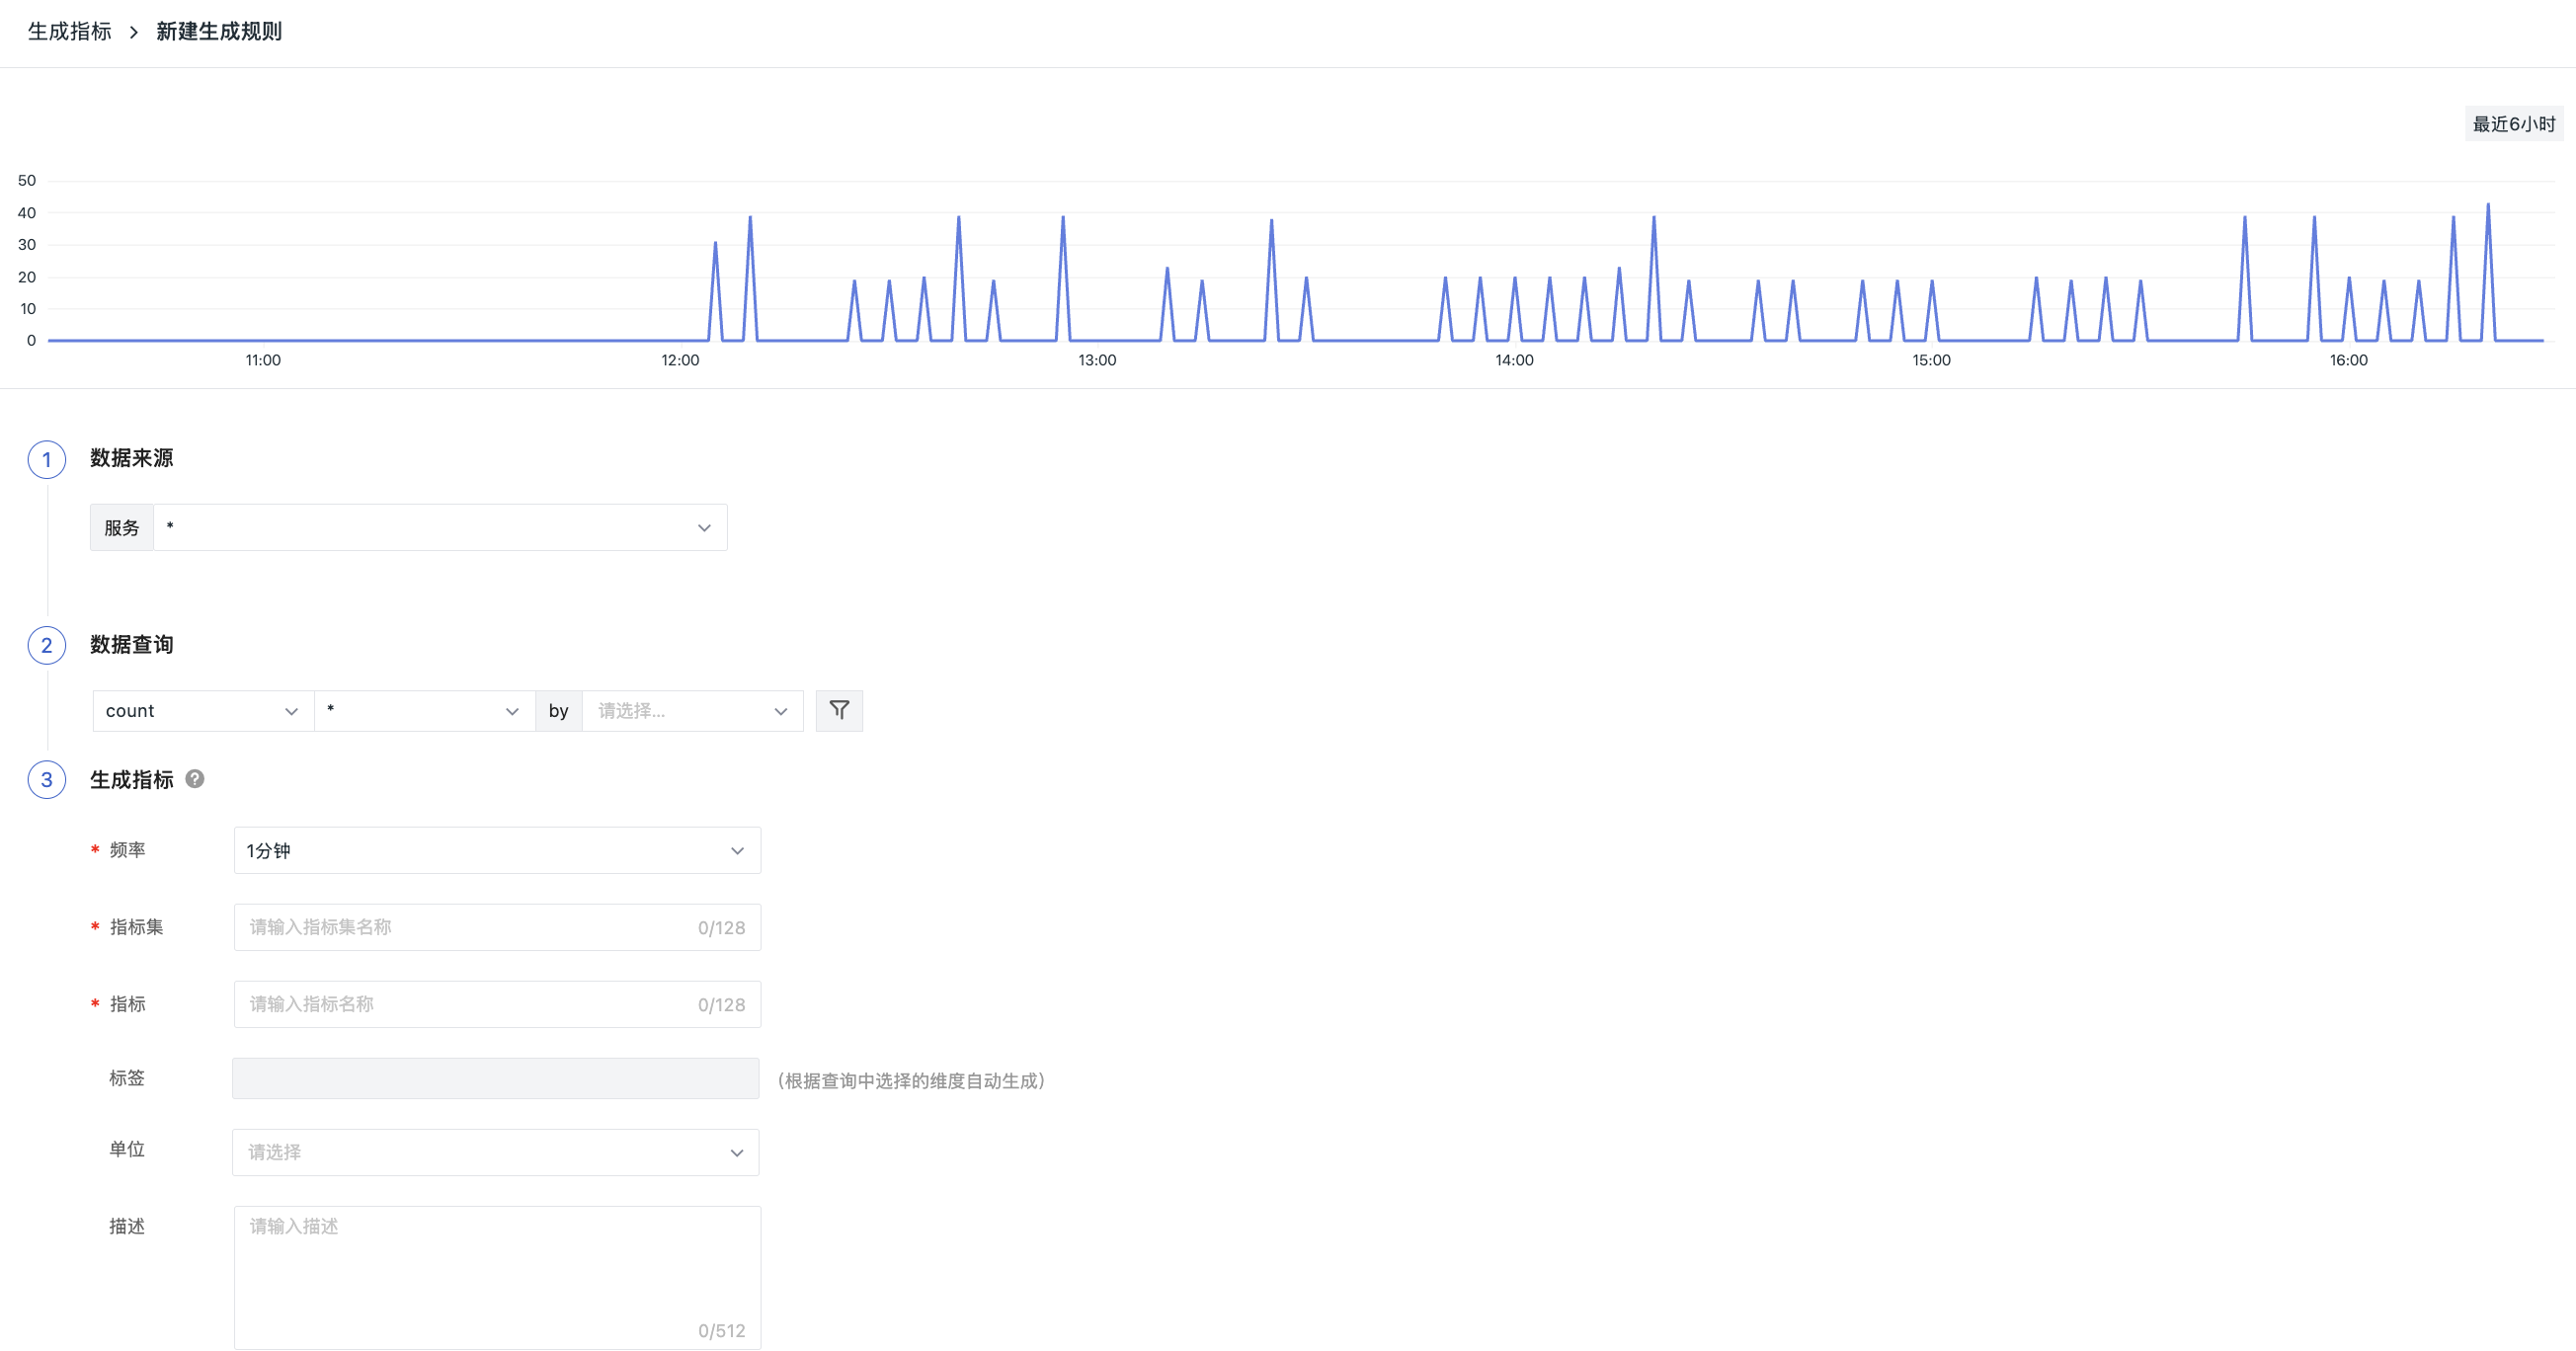 生成指标 > 新建生成规则
最近6小时
50
40
30
20
10
0
11:00 12:00 13:00 14:00 15:00 16:00
1 数据来源
服务 *
2 数据查询
count * by 请选择...
3 生成指标 ?
* 频率 1分钟
* 指标集 请输入指标集名称 0/128
* 指标 请输入指标名称 0/128
标签 (根据查询中选择的维度自动生成)
单位 请选择
描述 请输入描述
0/512